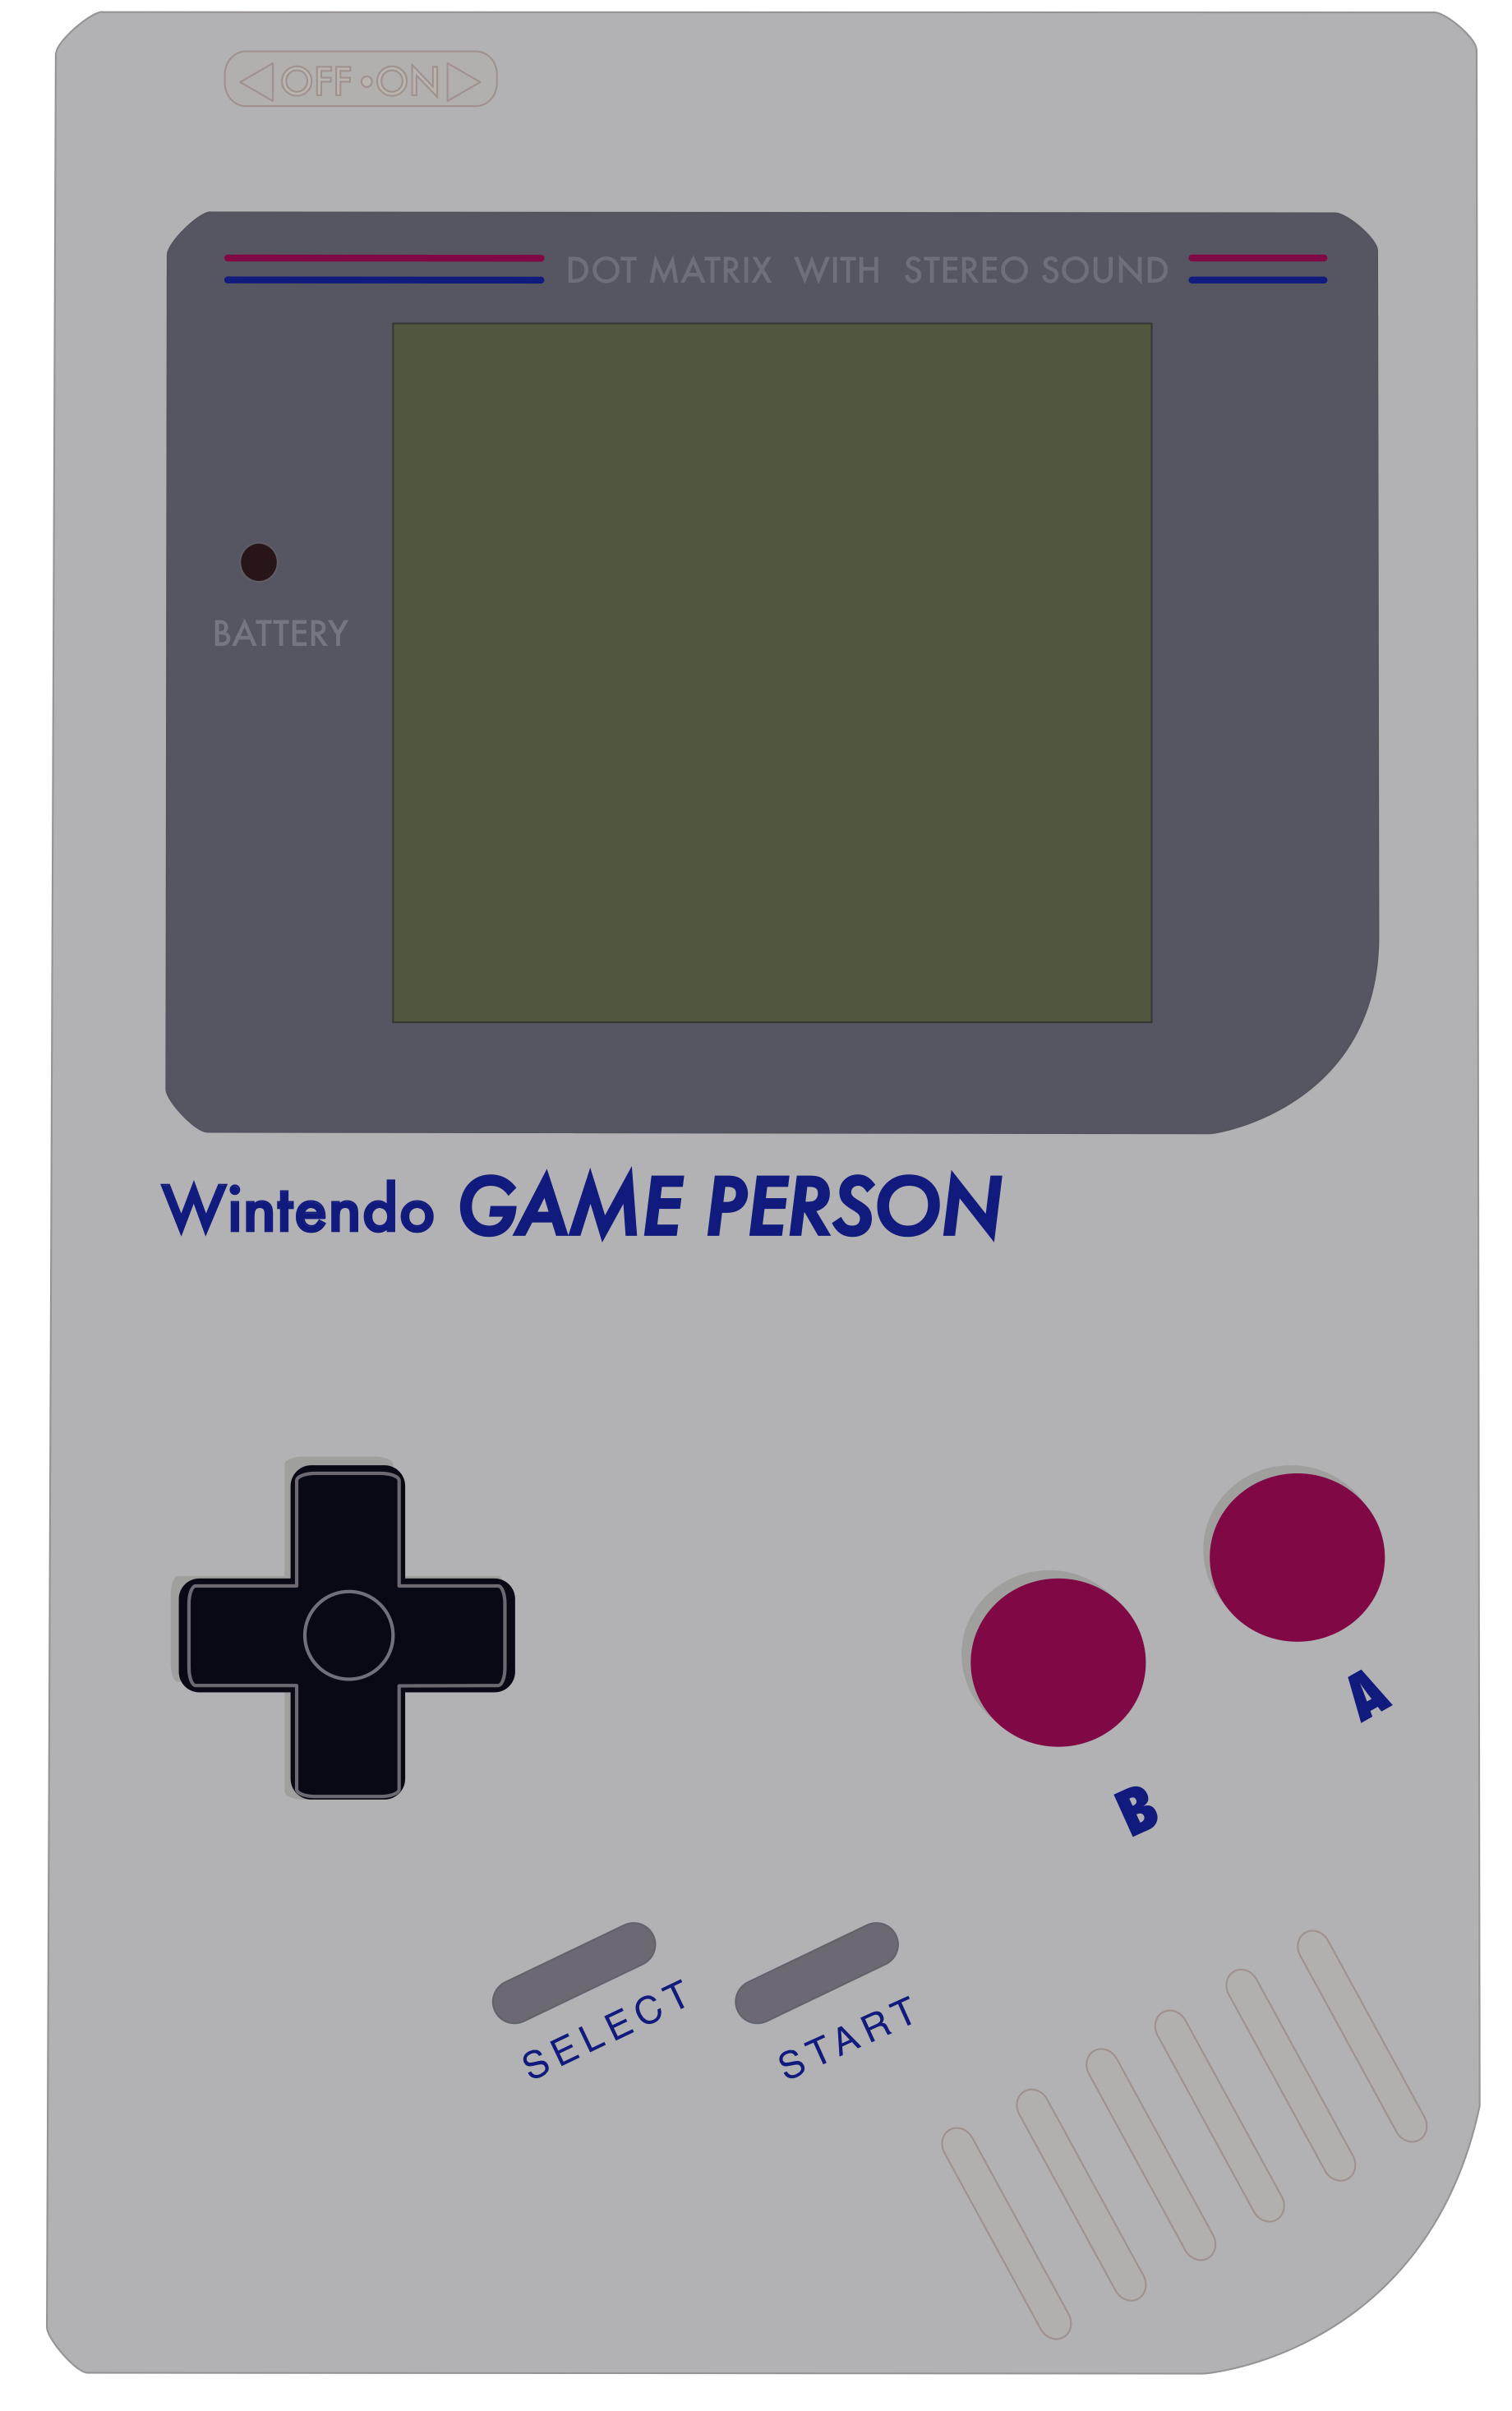 OFF·ON
DOT MATRIX WITH STEREO SOUND
BATTERY
Wintendo GAME PERSON
A
B
SELECT
START